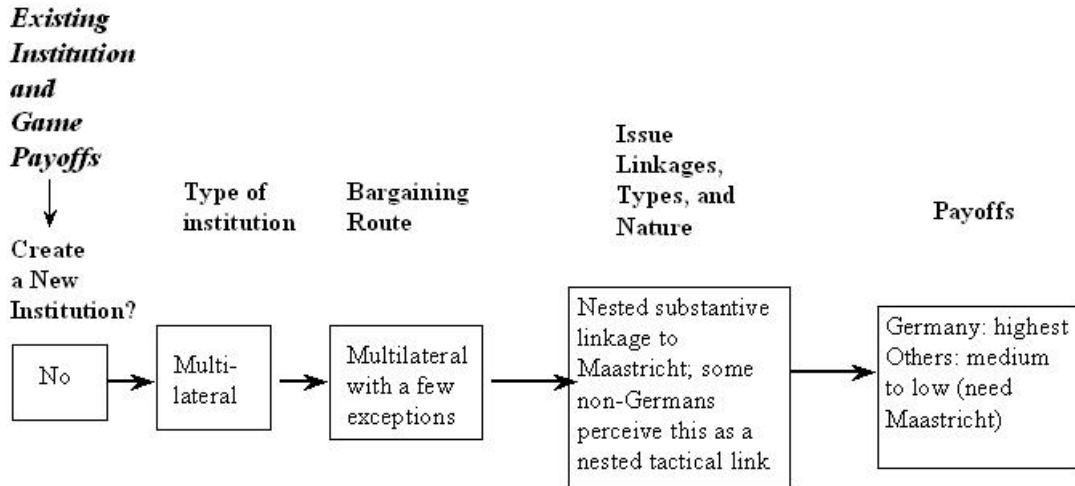 Existing
Institution
and
Game
Payoffs
Create
a New
Institution?
Type of
institution
Bargaining
Route
Issue
Linkages,
Types, and
Nature
Payoffs
No
Multi-
lateral
Multilateral
with a few
exceptions
Nested substantive
linkage to
Maastricht; some
non-Germans
perceive this as a
nested tactical link
Germany: highest
Others: medium
to low (need
Maastricht)